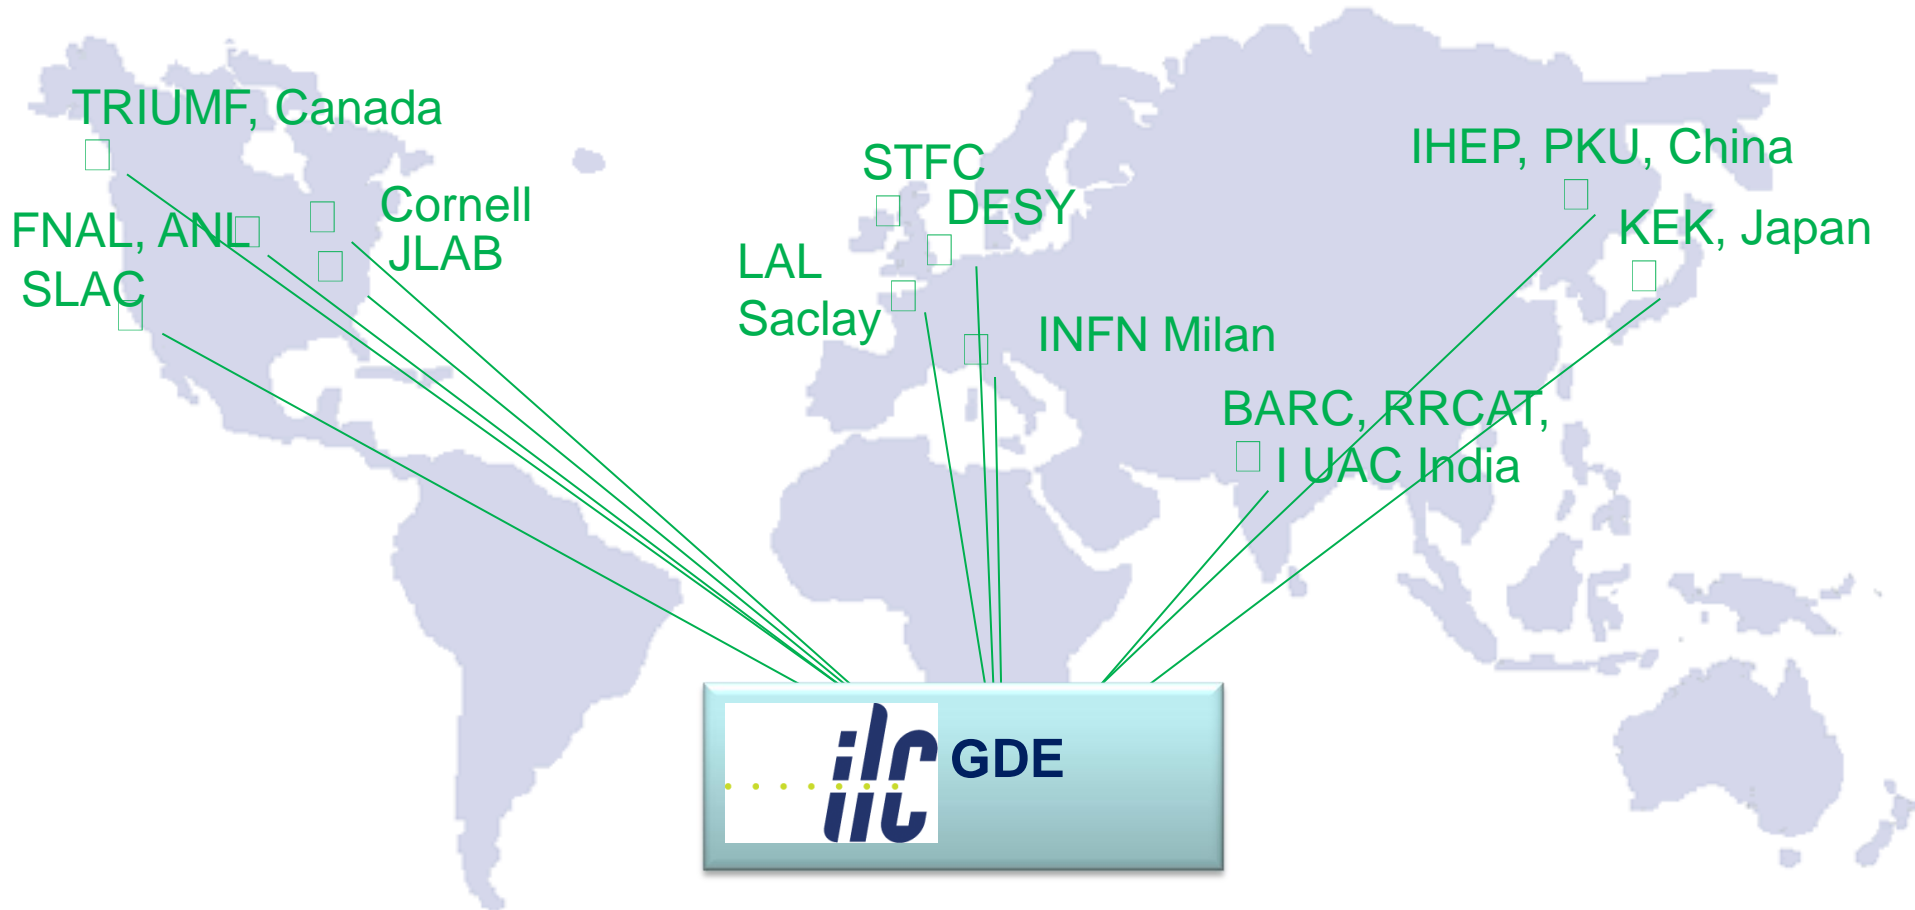 TRIUMF, Canada
FNAL, ANL
SLAC
Cornell
JLAB
STFC
DESY
LAL
Saclay
INFN Milan
IHEP, PKU, China
KEK, Japan
BARC, RRCAT,
I UAC India
ilc
GDE